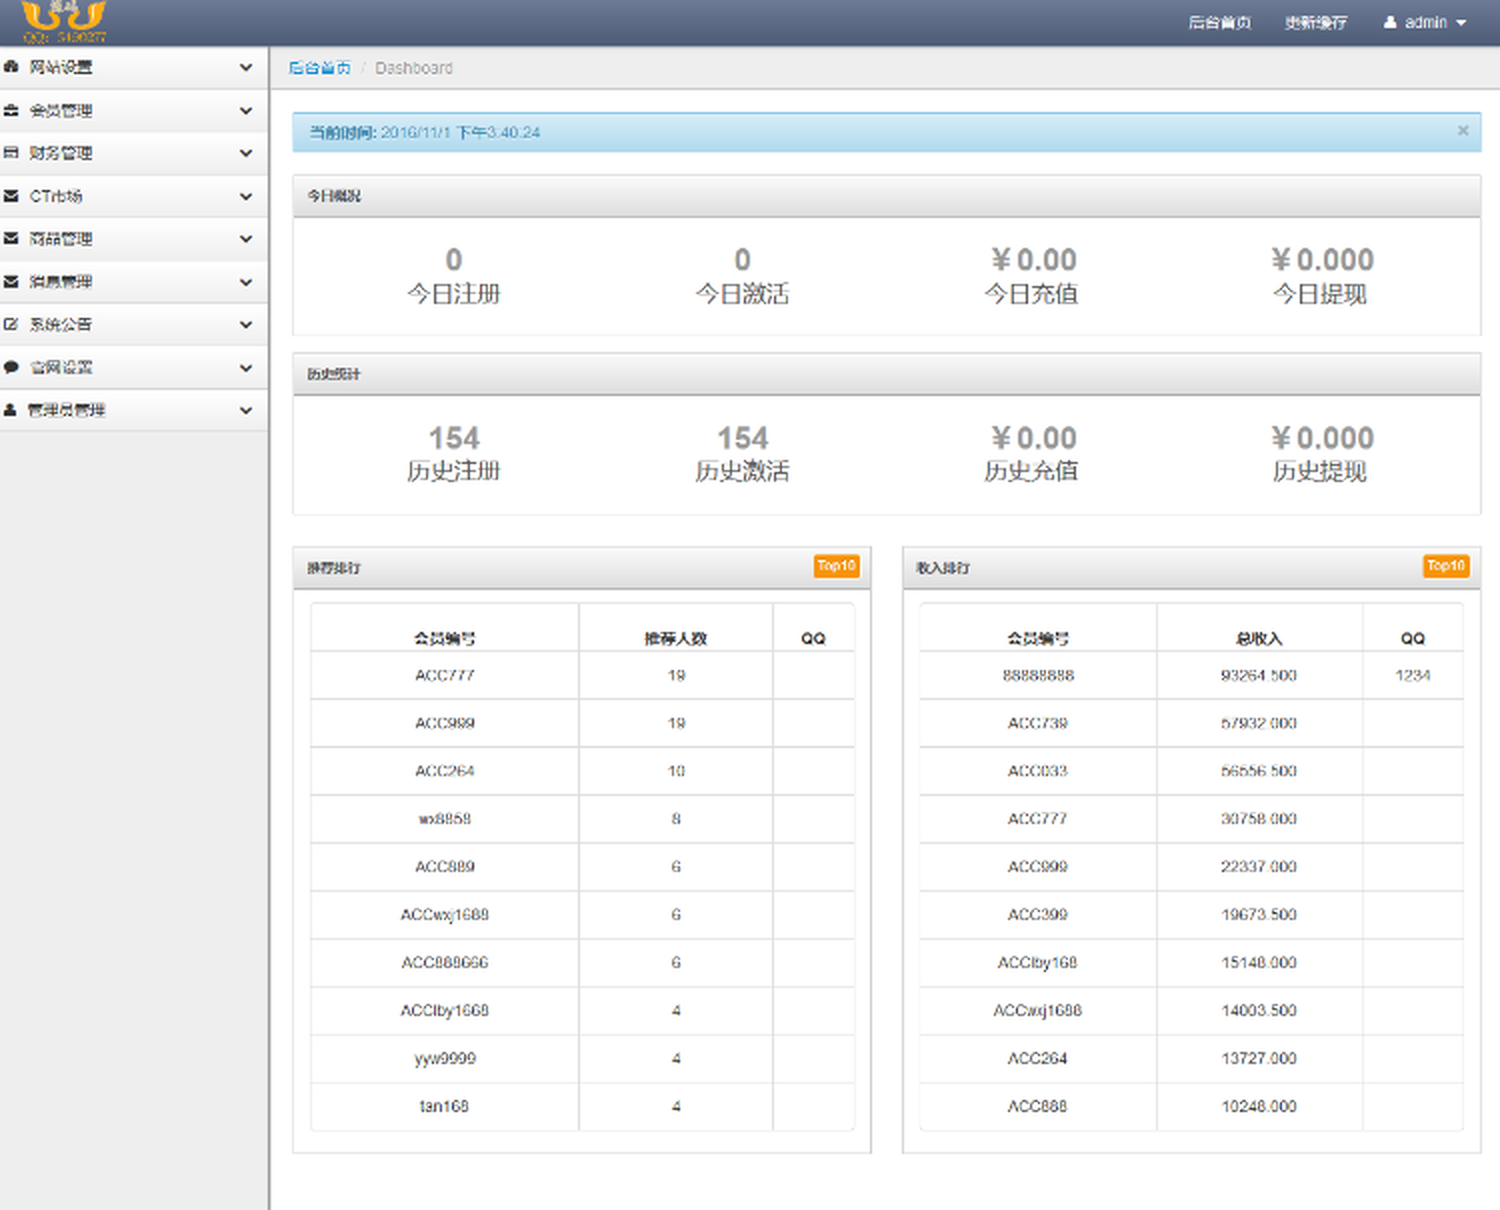 源码
后台首页 更新缓存 admin
网站设置
会员管理
财务管理
CT市场
商品管理
消息管理
系统公告
官网设置
管理员管理
后台首页 / Dashboard
当前时间: 2016/11/1 下午3:40:24 ×
今日概况
0 0 ¥0.00 ¥0.000
今日注册 今日激活 今日充值 今日提现
历史统计
154 154 ¥0.00 ¥0.000
历史注册 历史激活 历史充值 历史提现
推荐排行 Top10
会员编号 推荐人数 QQ
ACC777 19
ACC999 19
ACC264 10
wx8858 8
ACC889 6
ACCwxj1688 6
ACC888666 6
ACClby1668 4
yyw9999 4
tan168 4
收入排行 Top10
会员编号 总收入 QQ
88888888 93264.500 1234
ACC739 57932.000
ACC033 56556.500
ACC777 30758.000
ACC999 22337.000
ACC399 19673.500
ACClby168 15148.000
ACCwxj1688 14003.500
ACC264 13727.000
ACC888 10248.000